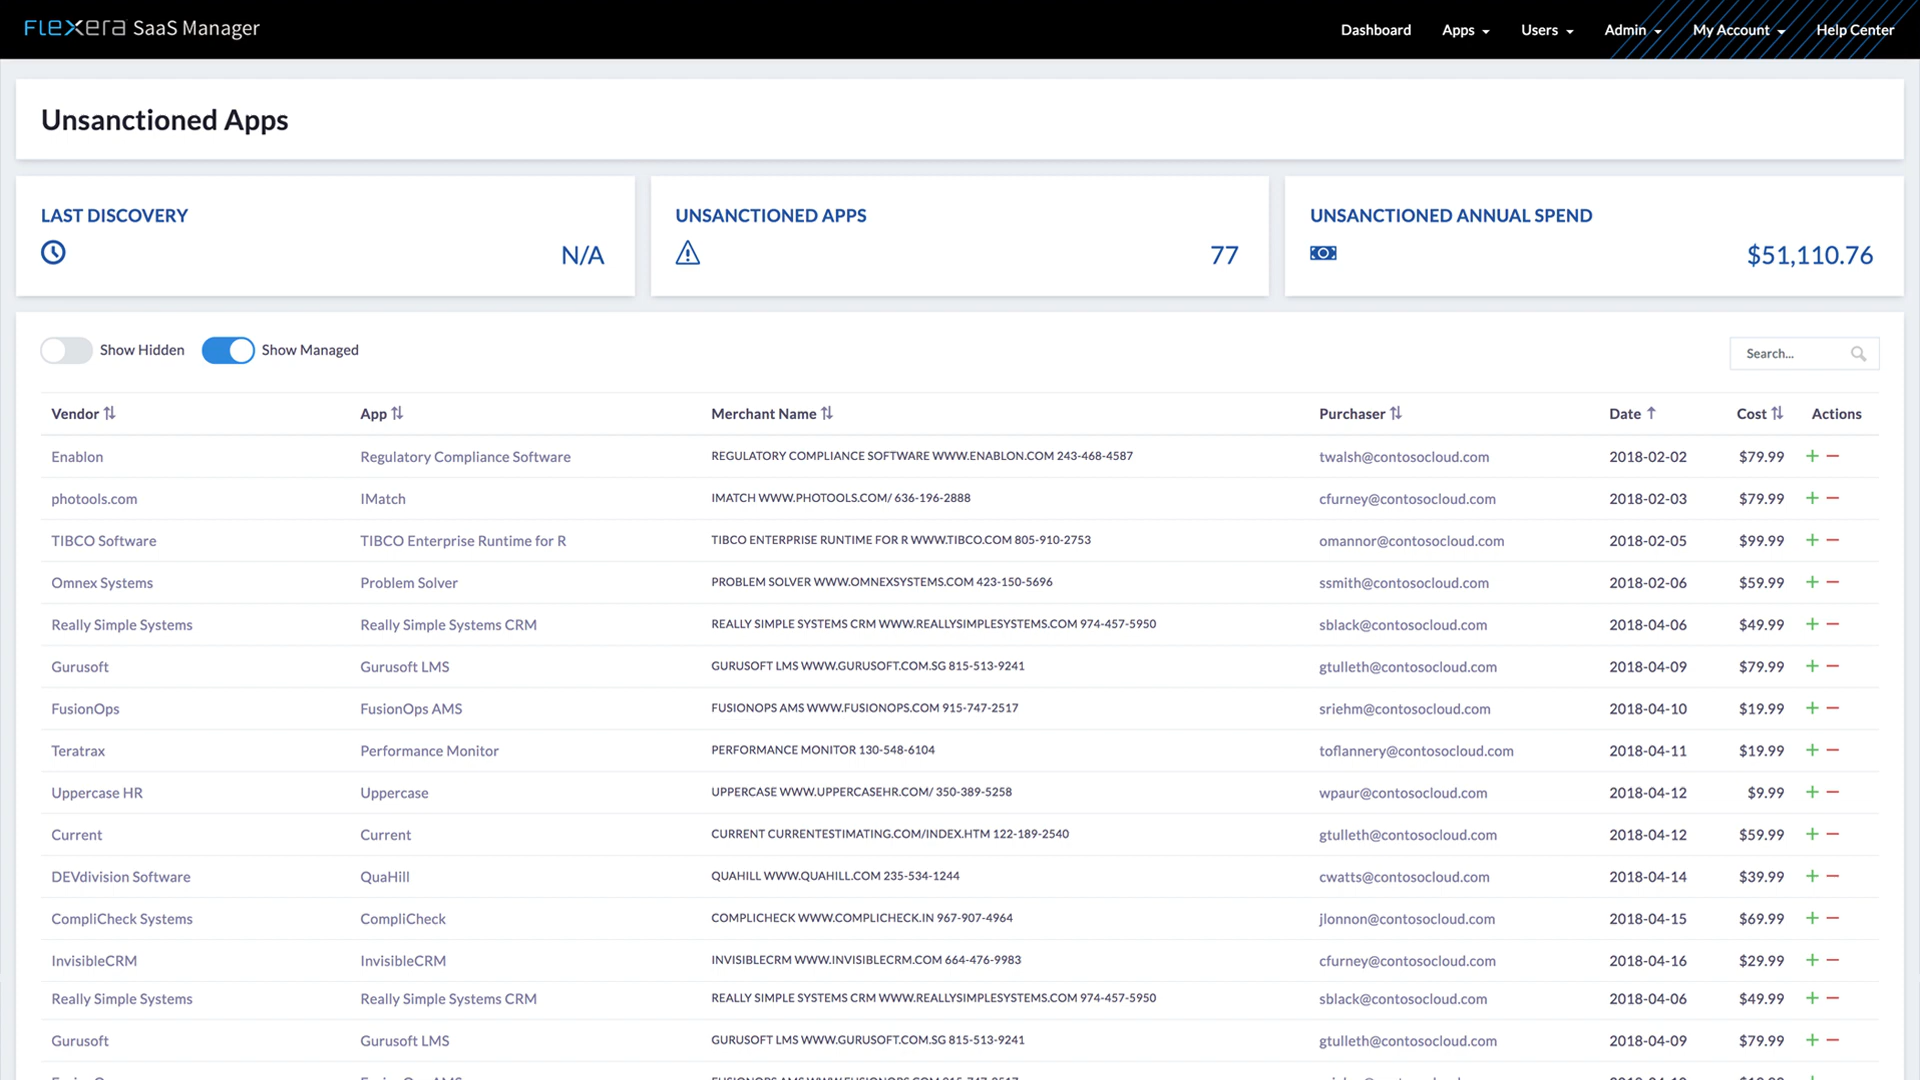 Flexera SaaS Manager
Dashboard Apps Users Admin My Account Help Center
Unsanctioned Apps
LAST DISCOVERY
N/A
UNSANCTIONED APPS
77
UNSANCTIONED ANNUAL SPEND
$51,110.76
Show Hidden Show Managed
Search...
Vendor App Merchant Name Purchaser Date Cost Actions
Enablon Regulatory Compliance Software REGULATORY COMPLIANCE SOFTWARE WWW.ENABLON.COM 243-468-4587 twalsh@contosocloud.com 2018-02-02 $79.99
photools.com IMatch IMATCH WWW.PHOTOOLS.COM/ 636-196-2888 cfurney@contosocloud.com 2018-02-03 $79.99
TIBCO Software TIBCO Enterprise Runtime for R TIBCO ENTERPRISE RUNTIME FOR R WWW.TIBCO.COM 805-910-2753 omannor@contosocloud.com 2018-02-05 $99.99
Omnex Systems Problem Solver PROBLEM SOLVER WWW.OMNEXSYSTEMS.COM 423-150-5696 ssmith@contosocloud.com 2018-02-06 $59.99
Really Simple Systems Really Simple Systems CRM REALLY SIMPLE SYSTEMS CRM WWW.REALLYSIMPLESYSTEMS.COM 974-457-5950 sblack@contosocloud.com 2018-04-06 $49.99
Gurusoft Gurusoft LMS GURUSOFT LMS WWW.GURUSOFT.COM.SG 815-513-9241 gtulleth@contosocloud.com 2018-04-09 $79.99
FusionOps FusionOps AMS FUSIONOPS AMS WWW.FUSIONOPS.COM 915-747-2517 sriehm@contosocloud.com 2018-04-10 $19.99
Teratrax Performance Monitor PERFORMANCE MONITOR 130-548-6104 toflannery@contosocloud.com 2018-04-11 $19.99
Uppercase HR Uppercase UPPERCASE WWW.UPPERCASEHR.COM/ 350-389-5258 wpaur@contosocloud.com 2018-04-12 $9.99
Current Current CURRENT CURRENTESTIMATING.COM/INDEX.HTM 122-189-2540 gtulleth@contosocloud.com 2018-04-12 $59.99
DEVdivision Software QuaHill QUAHILL WWW.QUAHILL.COM 235-534-1244 cwatts@contosocloud.com 2018-04-14 $39.99
CompliCheck Systems CompliCheck COMPLICHECK WWW.COMPLICHECK.IN 967-907-4964 jlonnon@contosocloud.com 2018-04-15 $69.99
InvisibleCRM InvisibleCRM INVISIBLECRM WWW.INVISIBLECRM.COM 664-476-9983 cfurney@contosocloud.com 2018-04-16 $29.99
Really Simple Systems Really Simple Systems CRM REALLY SIMPLE SYSTEMS CRM WWW.REALLYSIMPLESYSTEMS.COM 974-457-5950 sblack@contosocloud.com 2018-04-06 $49.99
Gurusoft Gurusoft LMS GURUSOFT LMS WWW.GURUSOFT.COM.SG 815-513-9241 gtulleth@contosocloud.com 2018-04-09 $79.99